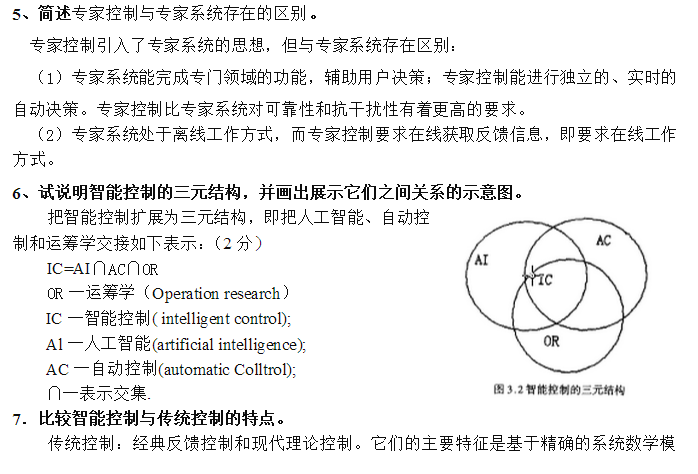 5、简述专家控制与专家系统存在的区别。
专家控制引入了专家系统的思想，但与专家系统存在区别：
（1）专家系统能完成专门领域的功能，辅助用户决策；专家控制能进行独立的、实时的
自动决策。专家控制比专家系统对可靠性和抗干扰性有着更高的要求。
（2）专家系统处于离线工作方式，而专家控制要求在线获取反馈信息，即要求在线工作
方式。
6、试说明智能控制的三元结构，并画出展示它们之间关系的示意图。
把智能控制扩展为三元结构，即把人工智能、自动控
制和运筹学交接如下表示：（2 分）
IC=AI∩AC∩OR
OR 一运筹学（Operation research）
IC 一智能控制( intelligent control);
Al 一人工智能(artificial intelligence);
AC 一自动控制(automatic Colltrol);
∩一表示交集.
AI
AC
IC
OR
图 3.2 智能控制的三元结构
7．比较智能控制与传统控制的特点。
传统控制：经典反馈控制和现代理论控制。它们的主要特征是基于精确的系统数学模